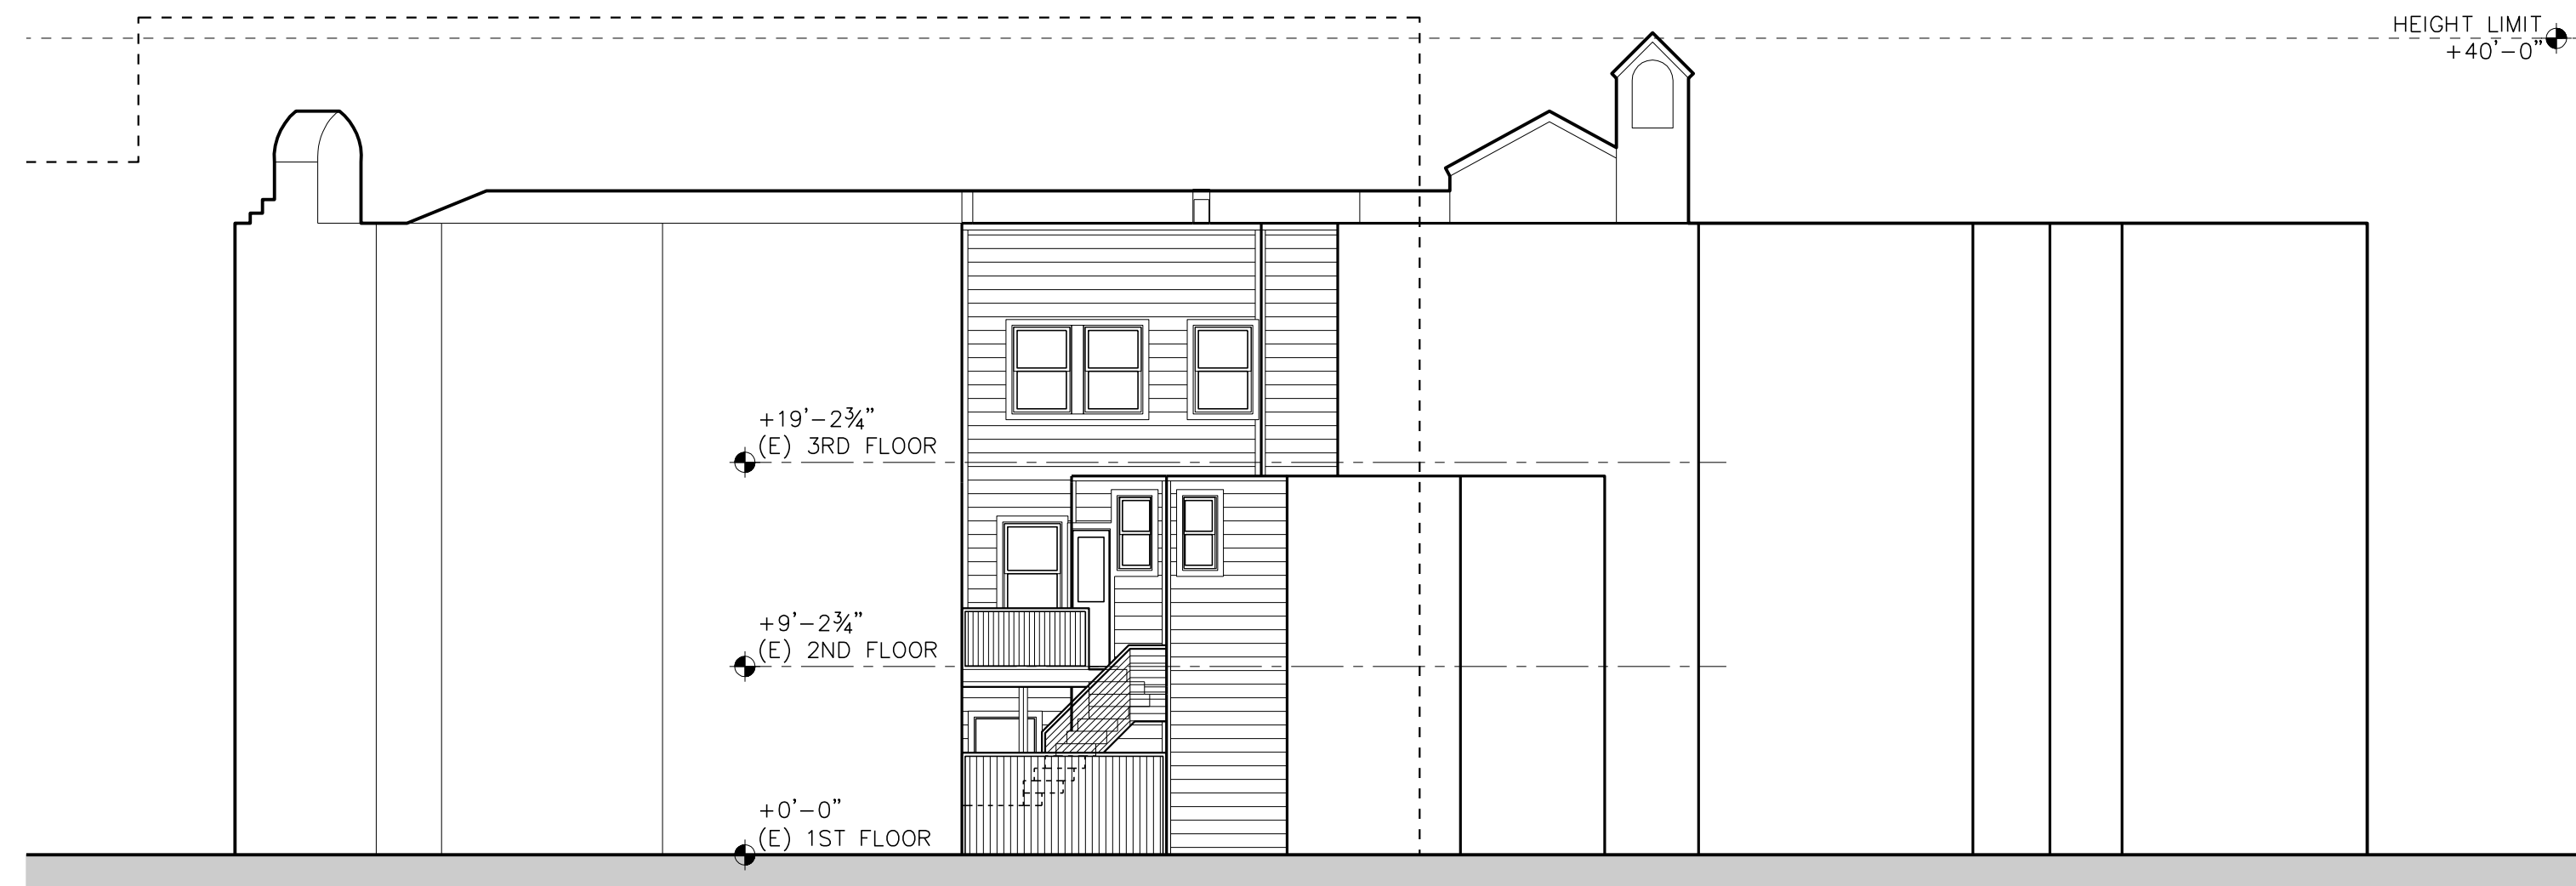 HEIGHT LIMIT
+40'-0"
+19'-2¾"
(E) 3RD FLOOR
+9'-2¾"
(E) 2ND FLOOR
+0'-0"
(E) 1ST FLOOR